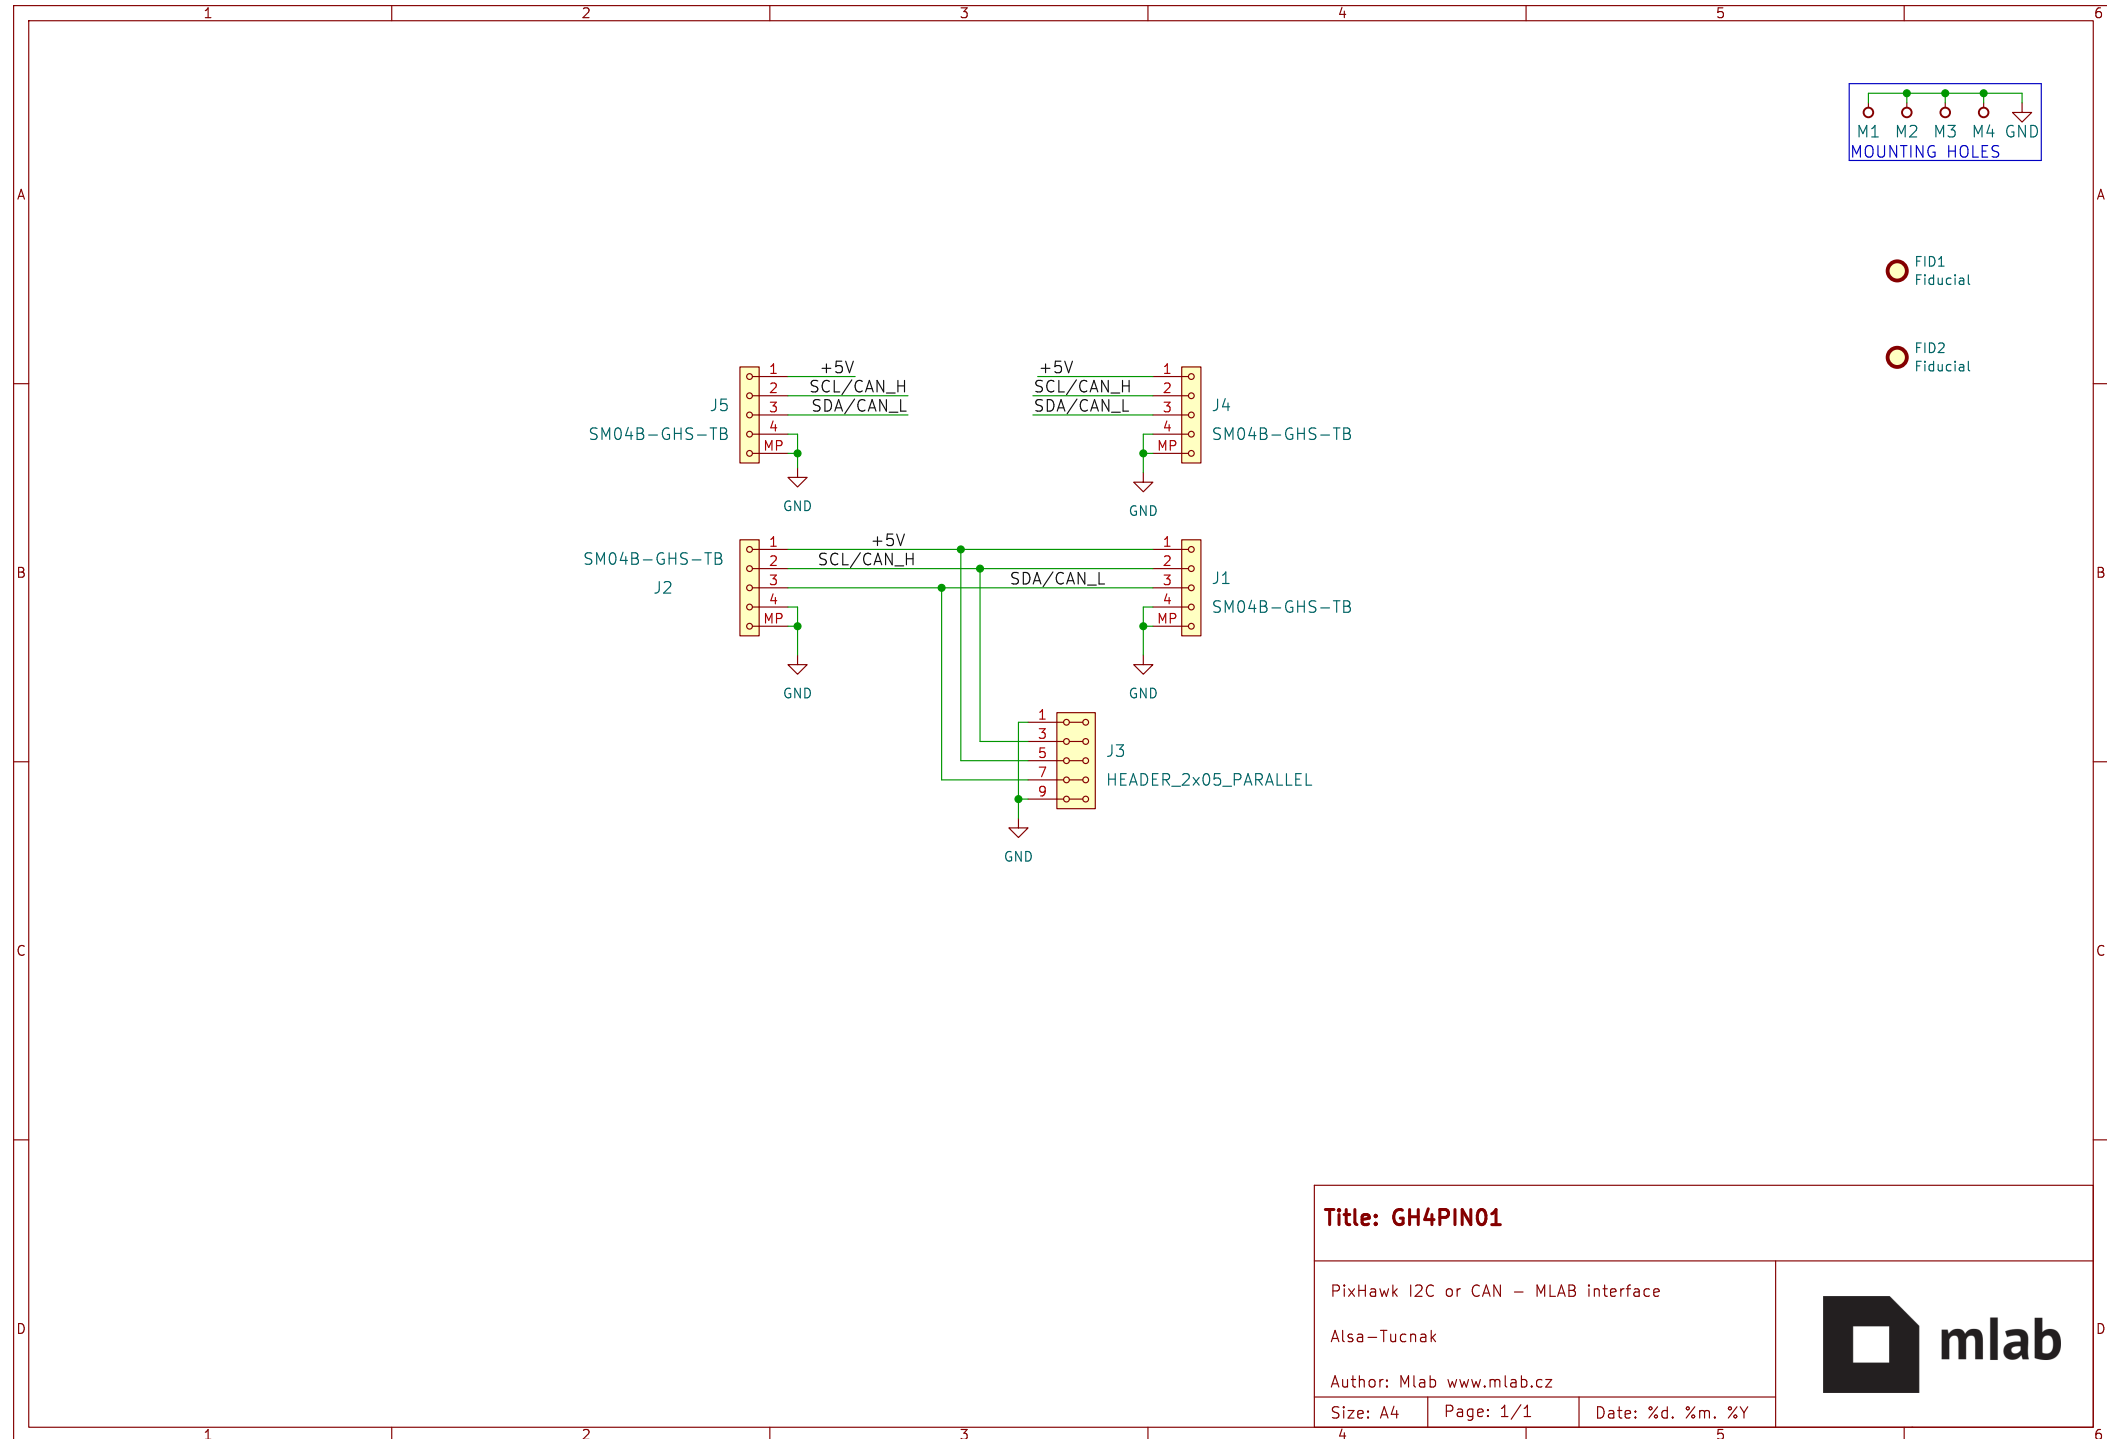 1 2 3 4 5 6
M1 M2 M3 M4 GND
MOUNTING HOLES
A A
FID1
Fiducial
FID2
Fiducial
1 +5V
2 SCL/CAN_H
3 SDA/CAN_L
4
MP
J5
SM04B-GHS-TB
GND
+5V 1
SCL/CAN_H 2
SDA/CAN_L 3
4
MP
J4
SM04B-GHS-TB
GND
B B
SM04B-GHS-TB
J2
1 +5V 1
2 SCL/CAN_H 2
3 SDA/CAN_L 3
4 4
MP MP
J1
SM04B-GHS-TB
GND GND
1
3
5
7
9
J3
HEADER_2x05_PARALLEL
GND
C C
Title: GH4PIN01
PixHawk I2C or CAN - MLAB interface
Alsa-Tucnak
Author: Mlab www.mlab.cz
Size: A4 Page: 1/1 Date: %d. %m. %Y
mlab
D D
1 2 3 4 5 6